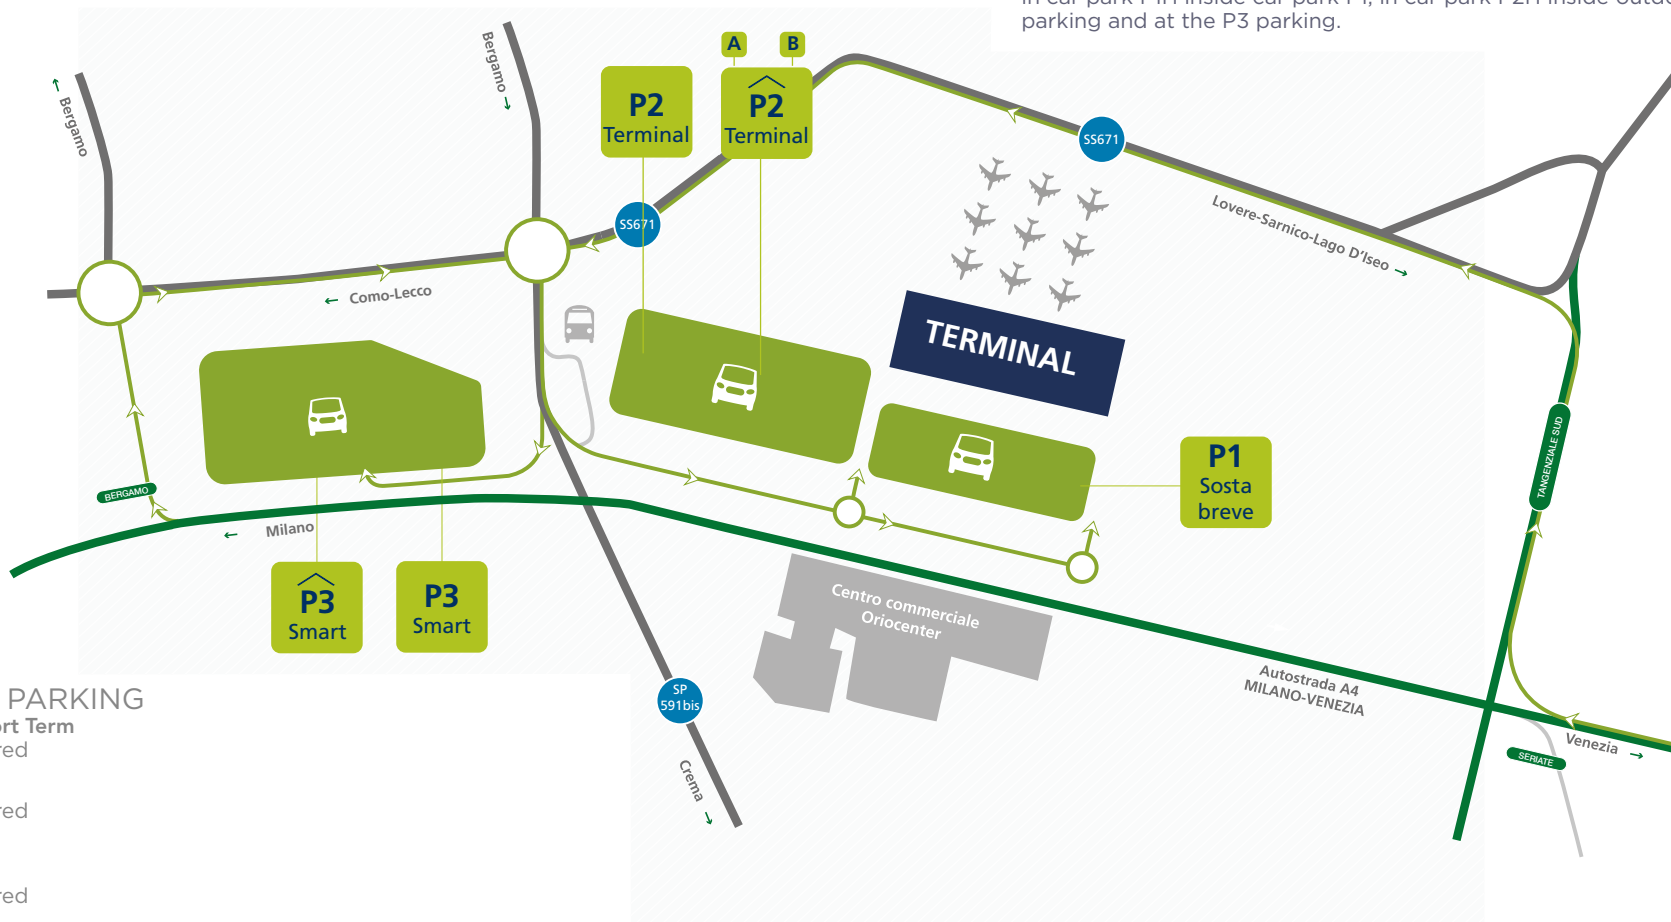 parking and at the P3 parking.
A
B
Bergamo
Bergamo
P2
Terminal
P2
Terminal
SS671
SS671
Lovere-Sarnico-Lago D'Iseo
Como-Lecco
TERMINAL
P1
Sosta
breve
TANGENZIALE SUD
BERGAMO
Milano
P3
Smart
P3
Smart
Centro commerciale
Oriocenter
SP
591bis
Crema
Autostrada A4
MILANO-VENEZIA
Venezia
SERIATE
PARKING
Term